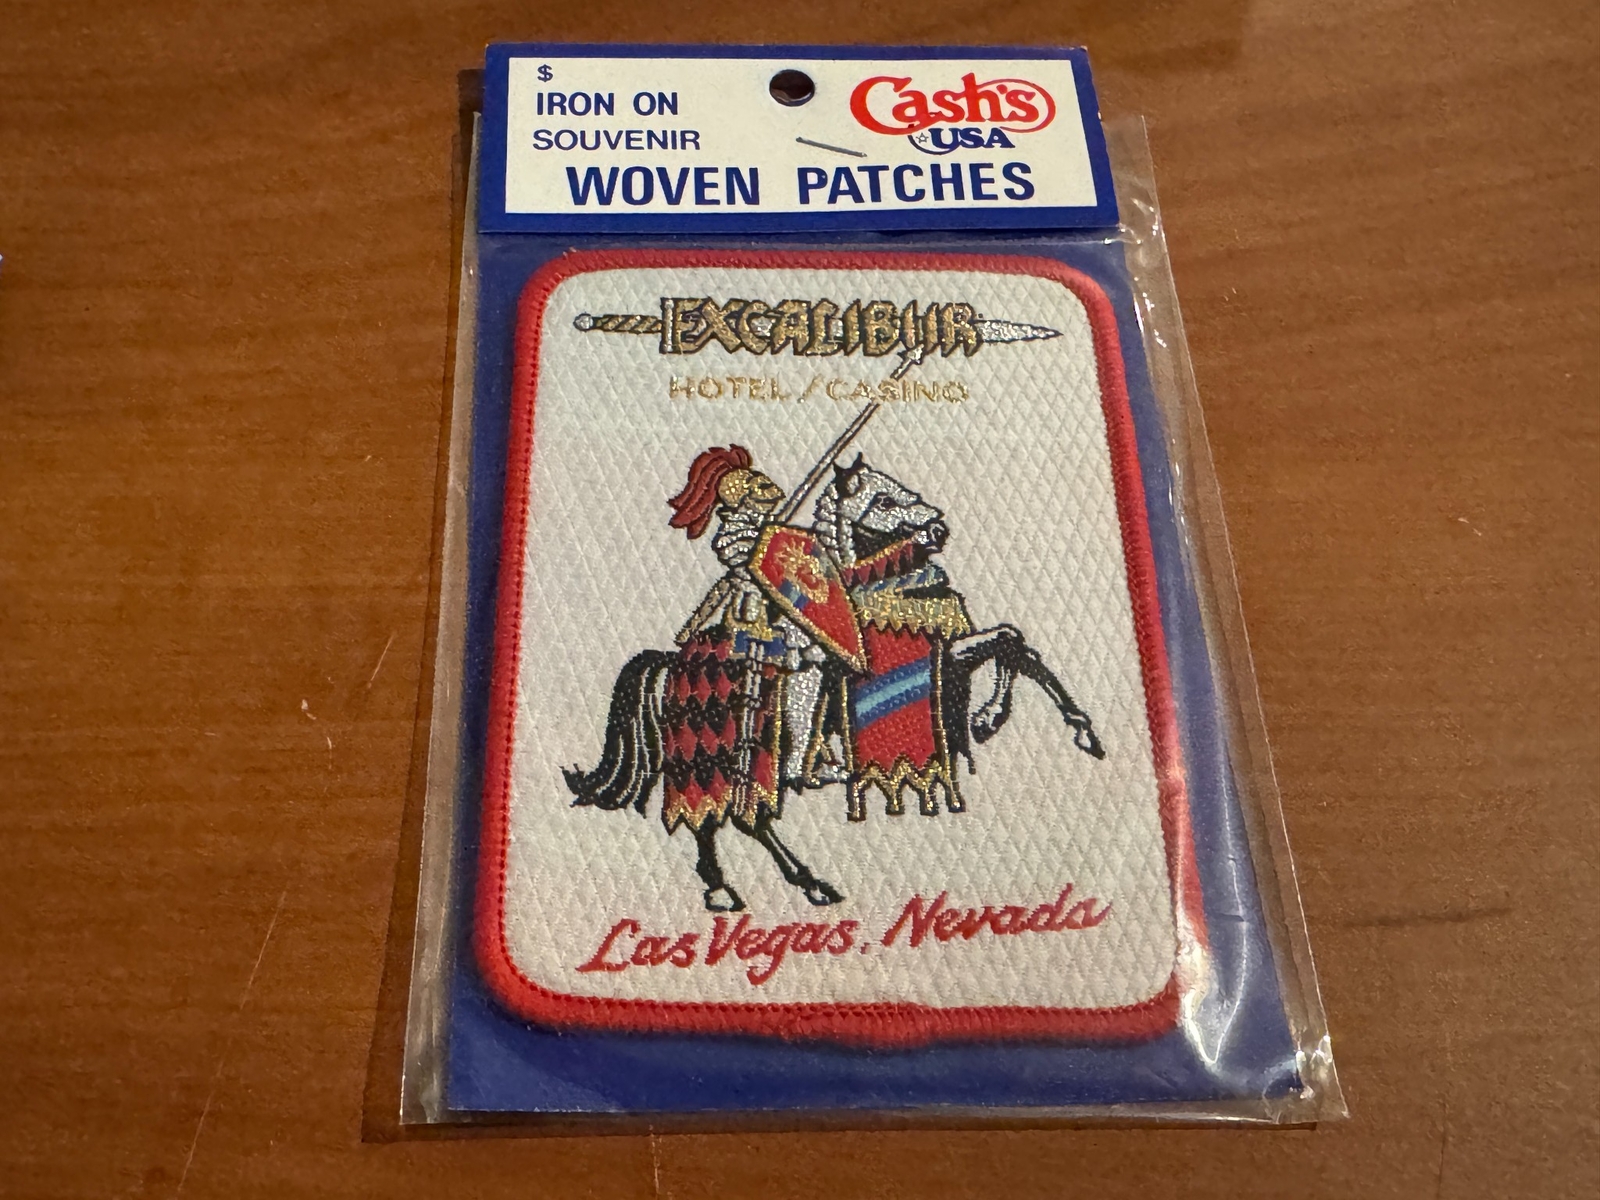 $
IRON ON
SOUVENIR
WOVEN PATCHES
Cash's
USA
EXCALIBUR
HOTEL/CASINO
Las Vegas, Nevada